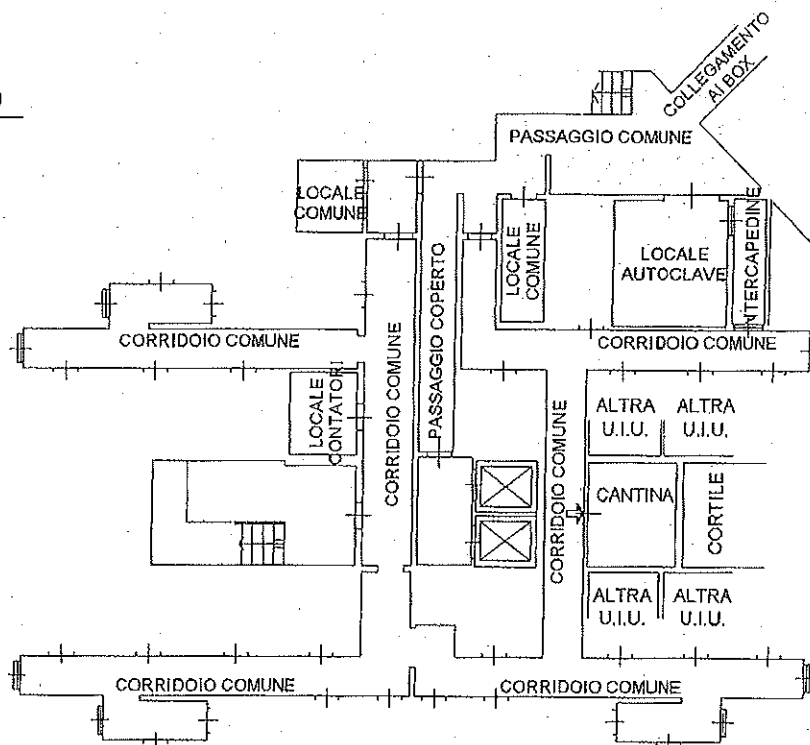 COLLEGAMENTO
AI BOX
PASSAGGIO COMUNE
LOCALE
COMUNE
LOCALE
COMUNE
LOCALE
AUTOCLAVE
INTERCAPEDINE
CORRIDOIO COMUNE
CORRIDOIO COMUNE
PASSAGGIO COPERTO
CORRIDOIO COMUNE
LOCALE
CONTATORI
CORRIDOIO COMUNE
ALTRA
U.I.U.
ALTRA
U.I.U.
CANTINA
CORTILE
ALTRA
U.I.U.
ALTRA
U.I.U.
CORRIDOIO COMUNE
CORRIDOIO COMUNE